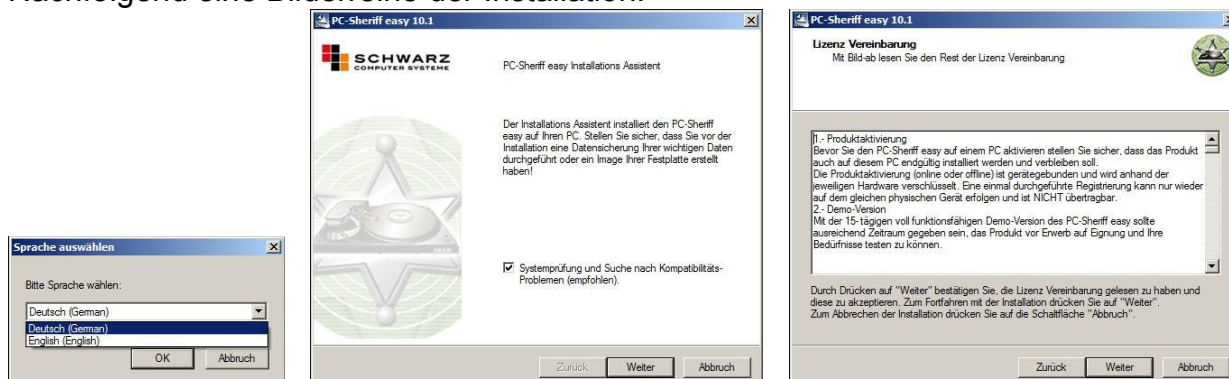 Nachfolgend eine Bilderreihe der Installation:
Sprache auswählen
Bitte Sprache wählen:
Deutsch (German)
Deutsch (German)
English (English)
OK
Abbruch
PC-Sheriff easy 10.1
SCHWARZ
COMPUTER SYSTEME
PC-Sheriff easy Installations Assistent
Der Installations Assistent installiert den PC-Sheriff
easy auf Ihren PC. Stellen Sie sicher, dass Sie vor der
Installation eine Datensicherung Ihrer wichtigen Daten
durchgeführt oder ein Image Ihrer Festplatte erstellt
haben!
Systemprüfung und Suche nach Kompatibilitäts-
Problemen (empfohlen).
Zurück
Weiter
Abbruch
PC-Sheriff easy 10.1
Lizenz Vereinbarung
Mit Bild-ab lesen Sie den Rest der Lizenz Vereinbarung
1.- Produktaktivierung
Bevor Sie den PC-Sheriff easy auf einem PC aktivieren stellen Sie sicher, dass das Produkt
auch auf diesem PC endgültig installiert werden und verbleiben soll.
Die Produktaktivierung (online oder offline) ist gerätegebunden und wird anhand der
jeweiligen Hardware verschlüsselt. Eine einmal durchgeführte Registrierung kann nur wieder
auf dem gleichen physischen Gerät erfolgen und ist NICHT übertragbar.
2.- Demo-Version
Mit der 15-tägigen voll funktionsfähigen Demo-Version des PC-Sheriff easy sollte
ausreichend Zeitraum gegeben sein, das Produkt vor Erwerb auf Eignung und Ihre
Bedürfnisse testen zu können.
Durch Drücken auf "Weiter" bestätigen Sie, die Lizenz Vereinbarung gelesen zu haben und
diese zu akzeptieren. Zum Fortfahren mit der Installation drücken Sie auf "Weiter".
Zum Abbrechen der Installation drücken Sie auf die Schaltfläche "Abbruch".
Zurück
Weiter
Abbruch